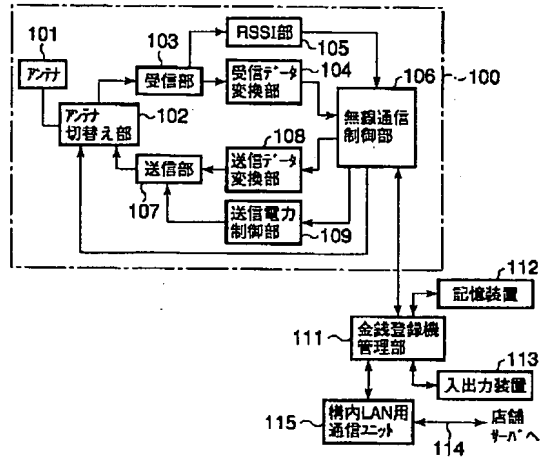 101
アンテナ
103
受信部
RSSI部
105
104
受信データ
変換部
106
無線通信
制御部
100
アンテナ
切替え部
102
108
送信データ
変換部
送信部
107
送信電力
制御部
109
112
記憶装置
111
金銭登録機
管理部
113
入出力装置
115
構内LAN用
通信ユニット
114
店舗
サーバへ